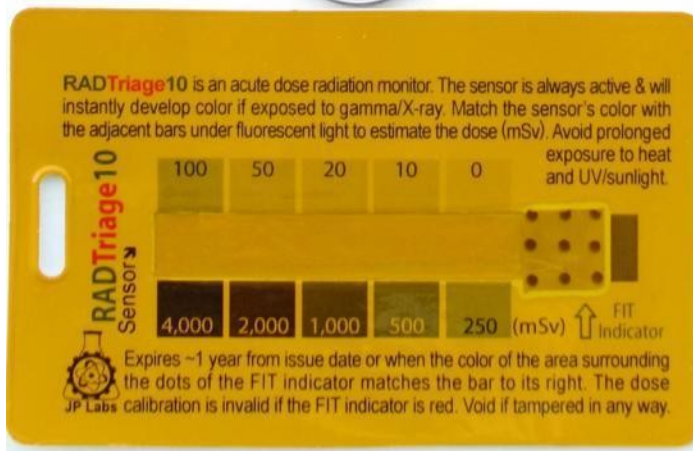 RADTriage10 is an acute dose radiation monitor. The sensor is always active & will
instantly develop color if exposed to gamma/X-ray. Match the sensor's color with
the adjacent bars under fluorescent light to estimate the dose (mSv). Avoid prolonged
exposure to heat
and UV/sunlight.
RADTriage10
Sensor
100 50 20 10 0
4,000 2,000 1,000 500 250 (mSv)
FIT
Indicator
JP Labs
Expires ~1 year from issue date or when the color of the area surrounding
the dots of the FIT indicator matches the bar to its right. The dose
calibration is invalid if the FIT indicator is red. Void if tampered in any way.